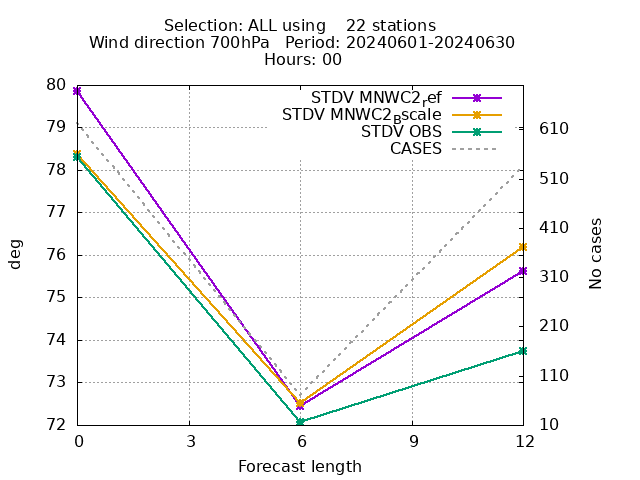 Selection: ALL using    22 stations
Wind direction 700hPa   Period: 20240601-20240630
Hours: 00
STDV MNWC2_ref
STDV MNWC2_Bscale
STDV OBS
CASES
80
79
78
77
76
75
74
73
72
deg
610
510
410
310
210
110
10
No cases
0
3
6
9
12
Forecast length